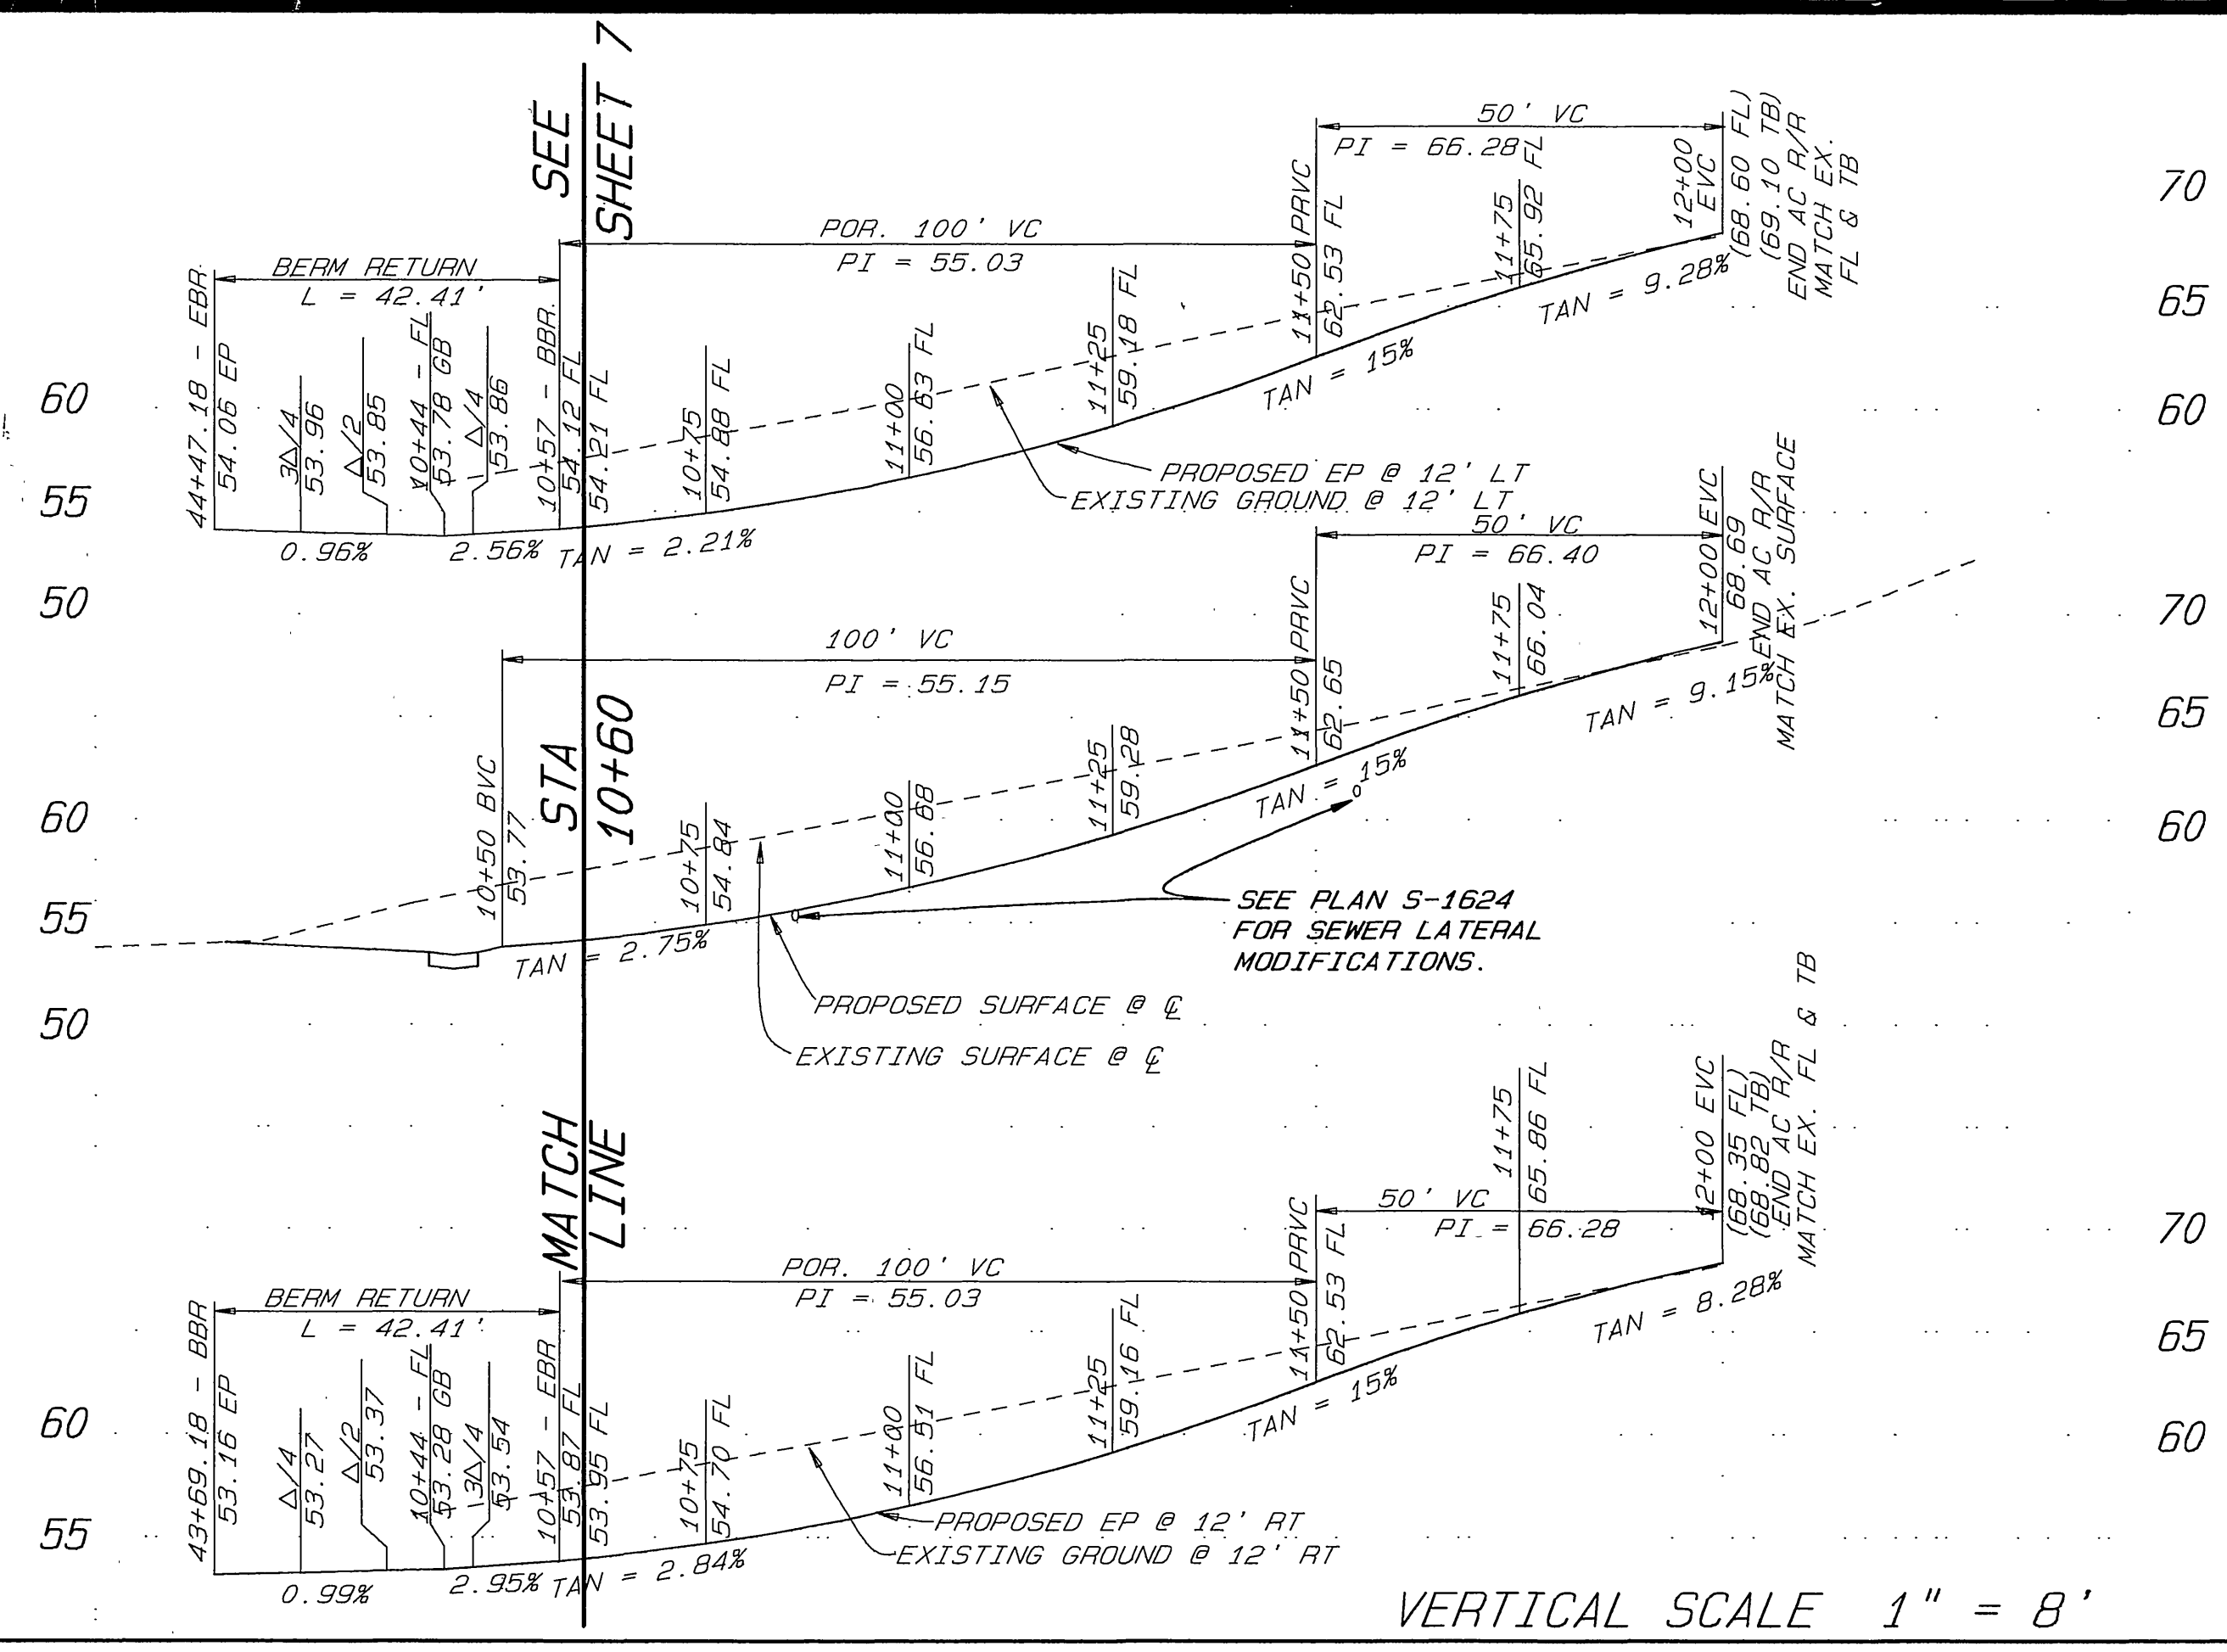 SEE
SHEET 7
50' VC
PI = 66.28
POR. 100' VC
PI = 55.03
BERM RETURN
L = 42.41'
44+47.18 - EBR.
54.06 EP
3Δ/4
53.96
Δ/2
53.85
10+44 - FL
53.78 GB
Δ/4
53.86
10+57 - BBR.
54.12 FL
54.21 FL
10+75
54.88 FL
11+00
56.63 FL
11+25
59.18 FL
11+50 PRVC
62.53 FL
11+75
65.92 FL
12+00
EVC
(68.60 FL)
(69.10 TB)
END AC R/R
MATCH EX.
FL & TB
0.96%
2.56%
TAN = 2.21%
TAN = 15%
TAN = 9.28%
PROPOSED EP @ 12' LT
EXISTING GROUND @ 12' LT
60
55
50
70
65
60
STA
10+60
100' VC
PI = 55.15
50' VC
PI = 66.40
10+50 BVC
53.77
10+75
54.84
11+00
56.68
11+25
59.28
11+50 PRVC
62.65
11+75
66.04
12+00 EVC
68.69
END AC R/R
MATCH EX. SURFACE
TAN = 2.75%
TAN = 15%
TAN = 9.15%
SEE PLAN S-1624
FOR SEWER LATERAL
MODIFICATIONS.
PROPOSED SURFACE @ ℄
EXISTING SURFACE @ ℄
60
55
50
70
65
60
MATCH
LINE
BERM RETURN
L = 42.41'
POR. 100' VC
PI = 55.03
50' VC
PI = 66.28
43+69.18 - BBR
53.16 EP
Δ/4
53.27
Δ/2
53.37
10+44 - FL
53.28 GB
3Δ/4
53.54
10+57 - EBR
53.87 FL
53.95 FL
10+75
54.70 FL
11+00
56.51 FL
11+25
59.16 FL
11+50 PRVC
62.53 FL
11+75
65.86 FL
12+00 EVC
(68.35 FL)
(68.82 TB)
END AC R/R
MATCH EX. FL & TB
0.99%
2.95%
TAN = 2.84%
TAN = 15%
TAN = 8.28%
PROPOSED EP @ 12' RT
EXISTING GROUND @ 12' RT
60
55
70
65
60
VERTICAL SCALE 1" = 8'